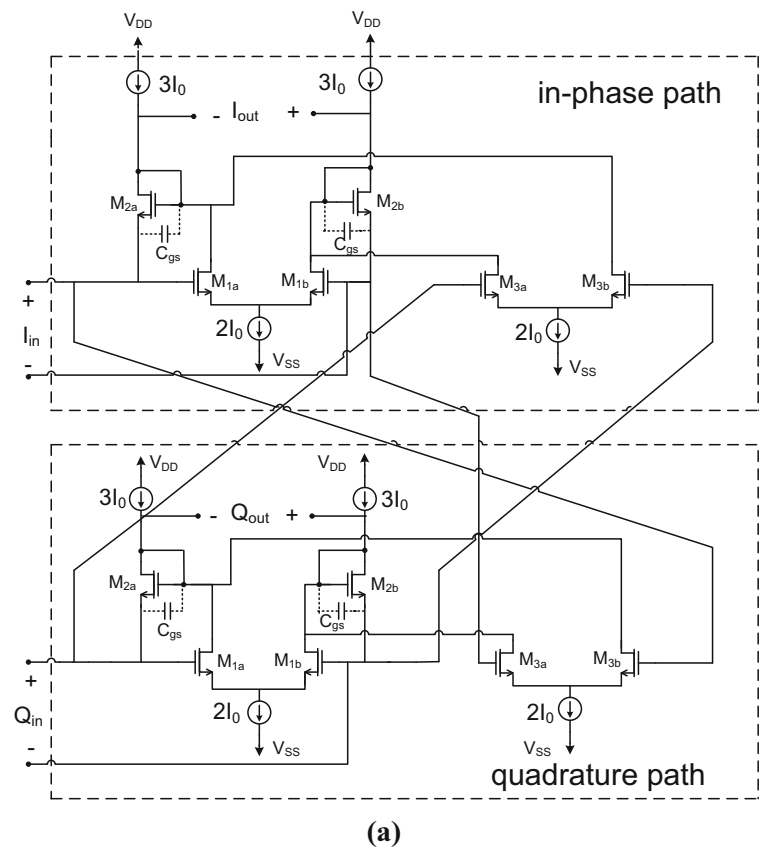 V_DD V_DD
3I_0 3I_0
in-phase path
- I_out +
M_2a M_2b
C_gs C_gs
M_1a M_1b M_3a M_3b
+
I_in
-
2I_0 2I_0
V_SS V_SS
V_DD V_DD
3I_0 3I_0
- Q_out +
M_2a M_2b
C_gs C_gs
M_1a M_1b M_3a M_3b
+
Q_in
-
2I_0 2I_0
V_SS V_SS
quadrature path
(a)